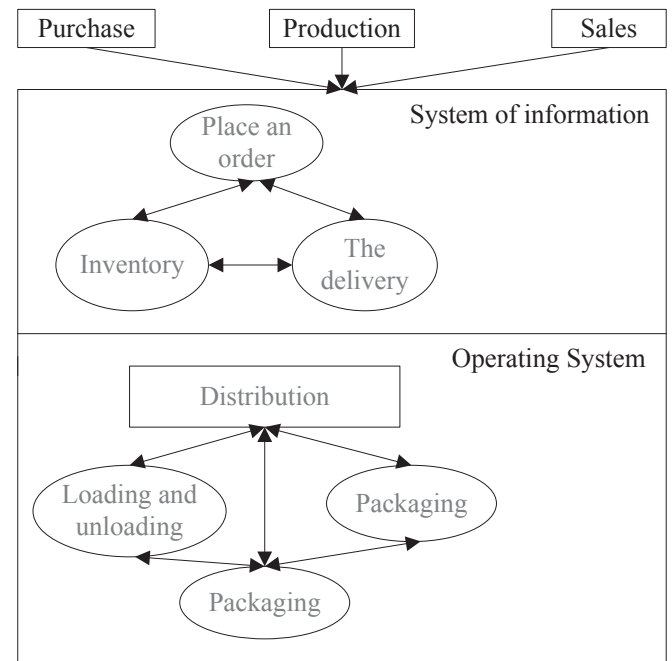 Purchase
Production
Sales
System of information
Place an
order
Inventory
The
delivery
Operating System
Distribution
Loading and
unloading
Packaging
Packaging